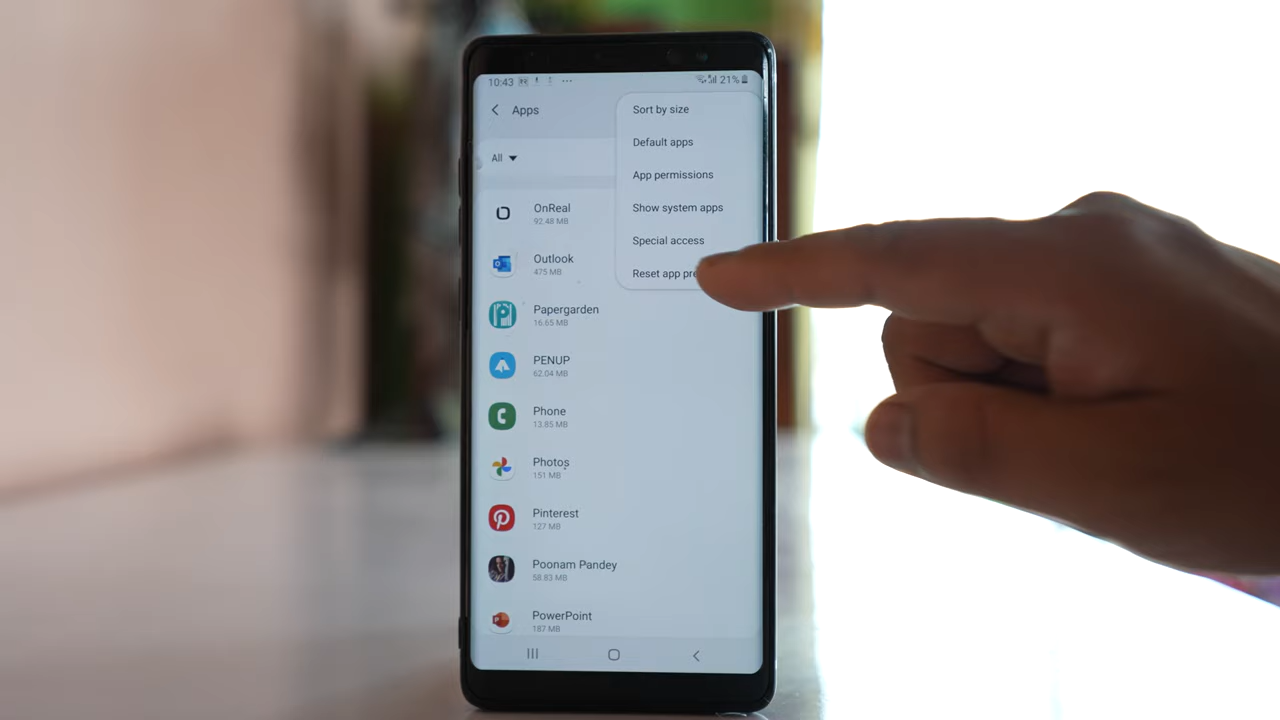 10:43 21%
Apps
All
Sort by size
Default apps
App permissions
Show system apps
Special access
Reset app pre
OnReal
92.48 MB
Outlook
475 MB
Papergarden
16.65 MB
PENUP
62.04 MB
Phone
13.85 MB
Photos
151 MB
Pinterest
127 MB
Poonam Pandey
58.83 MB
PowerPoint
187 MB